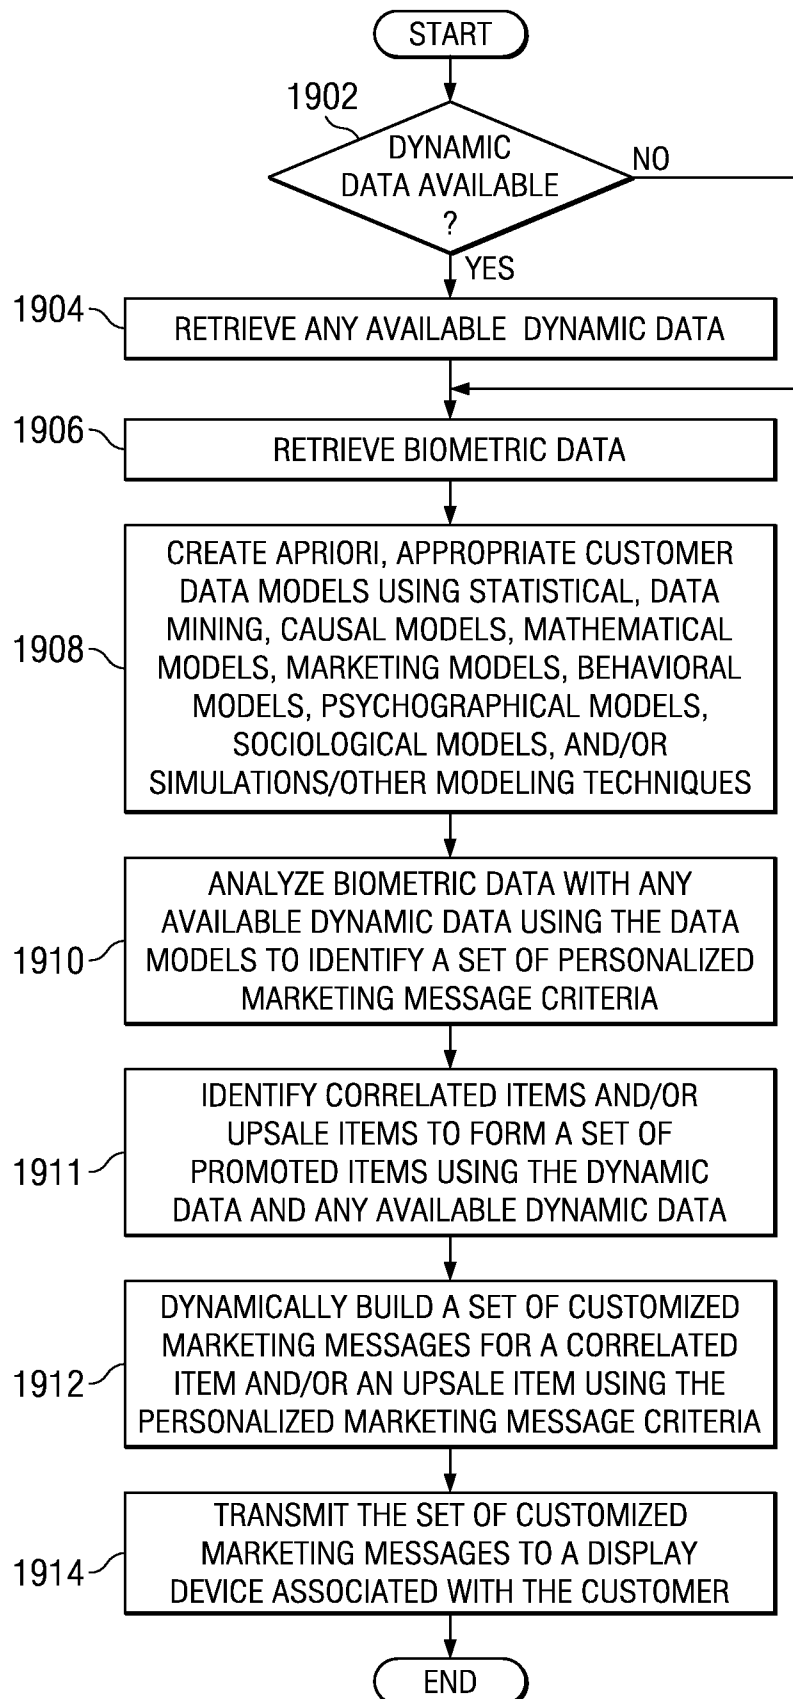 START
1902
DYNAMIC
DATA AVAILABLE
?
NO
YES
1904
RETRIEVE ANY AVAILABLE DYNAMIC DATA
1906
RETRIEVE BIOMETRIC DATA
1908
CREATE APRIORI, APPROPRIATE CUSTOMER
DATA MODELS USING STATISTICAL, DATA
MINING, CAUSAL MODELS, MATHEMATICAL
MODELS, MARKETING MODELS, BEHAVIORAL
MODELS, PSYCHOGRAPHICAL MODELS,
SOCIOLOGICAL MODELS, AND/OR
SIMULATIONS/OTHER MODELING TECHNIQUES
1910
ANALYZE BIOMETRIC DATA WITH ANY
AVAILABLE DYNAMIC DATA USING THE DATA
MODELS TO IDENTIFY A SET OF PERSONALIZED
MARKETING MESSAGE CRITERIA
1911
IDENTIFY CORRELATED ITEMS AND/OR
UPSALE ITEMS TO FORM A SET OF
PROMOTED ITEMS USING THE DYNAMIC
DATA AND ANY AVAILABLE DYNAMIC DATA
1912
DYNAMICALLY BUILD A SET OF CUSTOMIZED
MARKETING MESSAGES FOR A CORRELATED
ITEM AND/OR AN UPSALE ITEM USING THE
PERSONALIZED MARKETING MESSAGE CRITERIA
1914
TRANSMIT THE SET OF CUSTOMIZED
MARKETING MESSAGES TO A DISPLAY
DEVICE ASSOCIATED WITH THE CUSTOMER
END